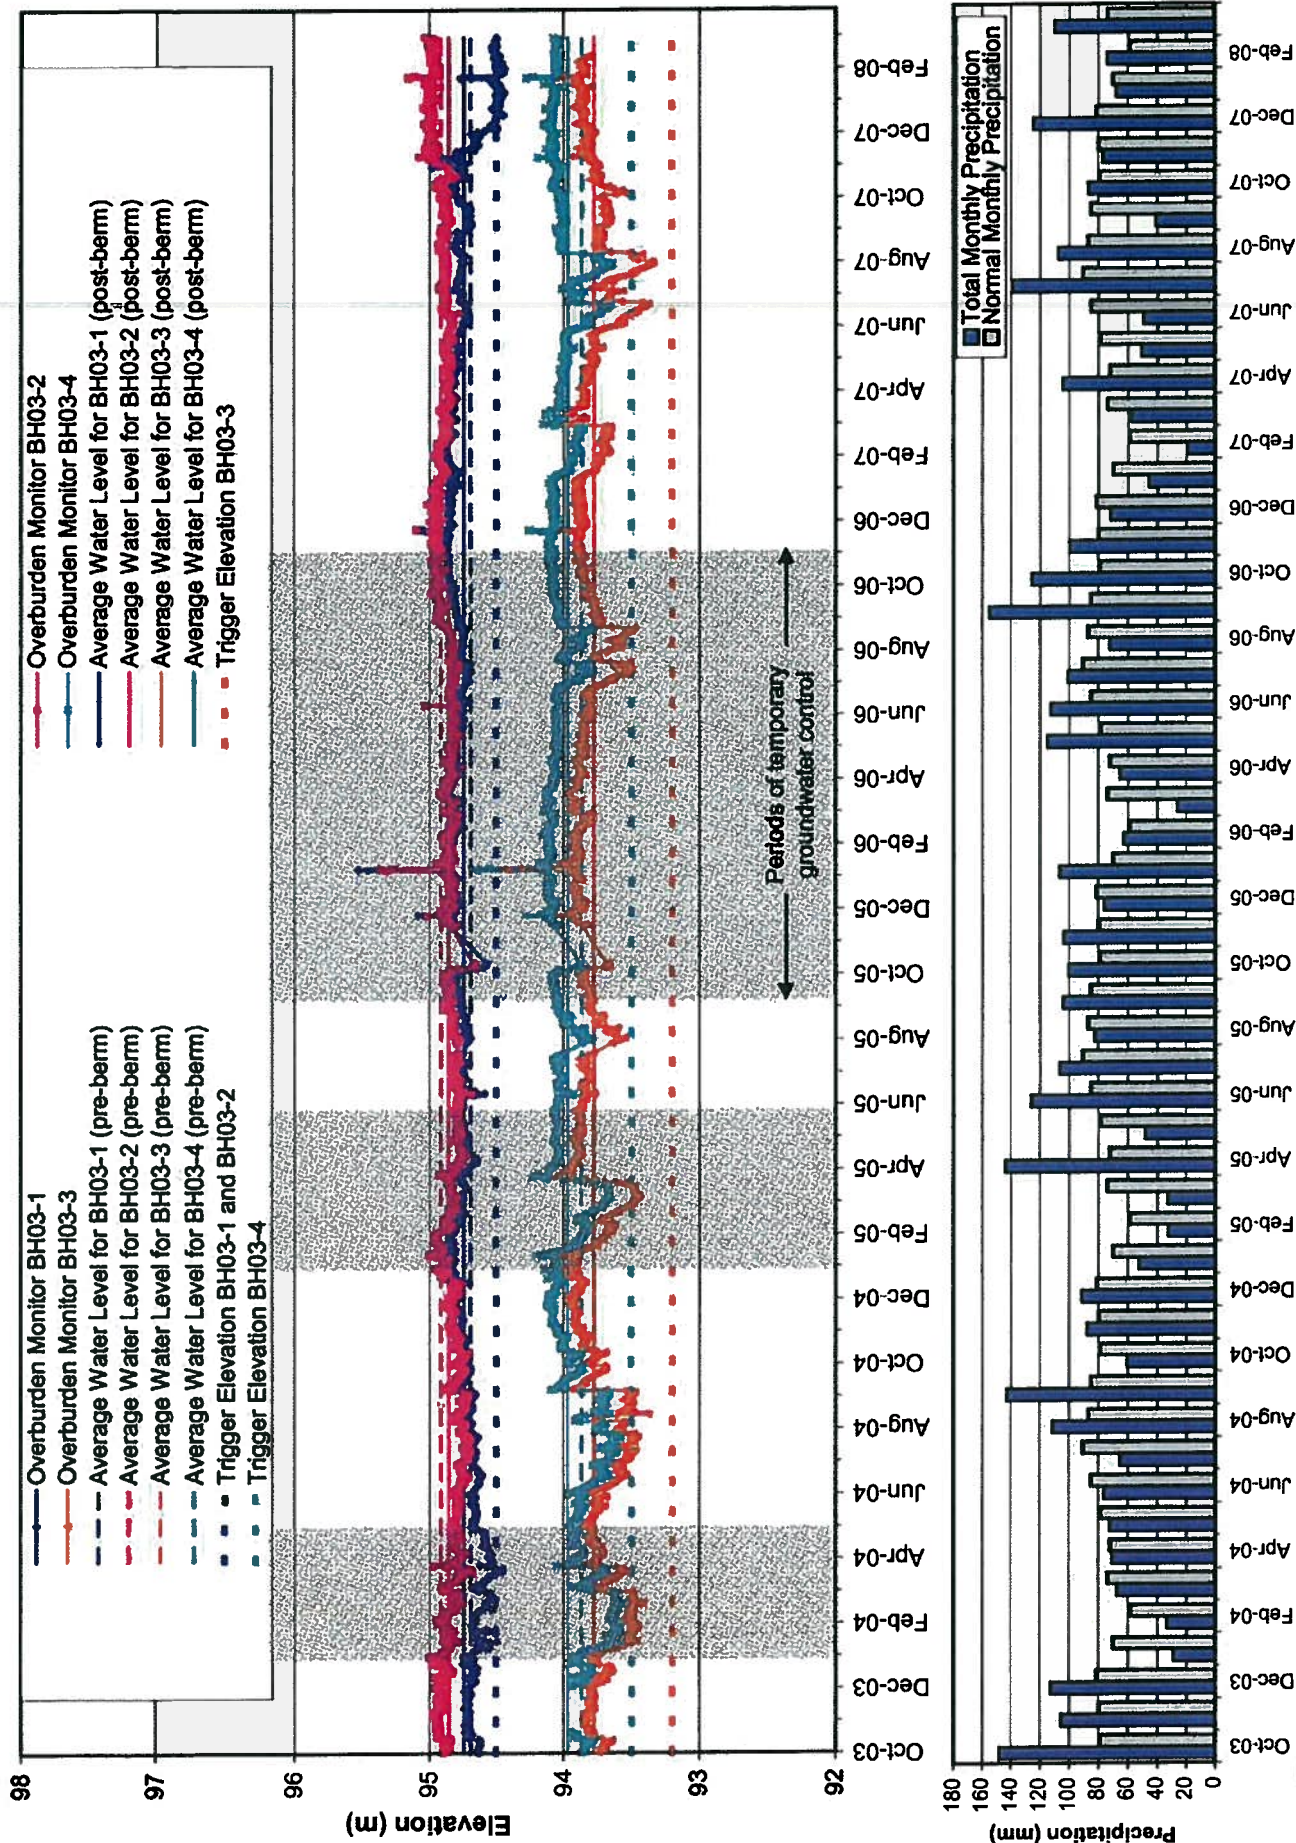 Overburden Monitor BH03-1
Overburden Monitor BH03-3
Average Water Level for BH03-1 (pre-berm)
Average Water Level for BH03-2 (pre-berm)
Average Water Level for BH03-3 (pre-berm)
Average Water Level for BH03-4 (pre-berm)
Trigger Elevation BH03-1 and BH03-2
Trigger Elevation BH03-4
Overburden Monitor BH03-2
Overburden Monitor BH03-4
Average Water Level for BH03-1 (post-berm)
Average Water Level for BH03-2 (post-berm)
Average Water Level for BH03-3 (post-berm)
Average Water Level for BH03-4 (post-berm)
Trigger Elevation BH03-3
Elevation (m)
98
97
96
95
94
93
92
Periods of temporary
groundwater control
Oct-03
Dec-03
Feb-04
Apr-04
Jun-04
Aug-04
Oct-04
Dec-04
Feb-05
Apr-05
Jun-05
Aug-05
Oct-05
Dec-05
Feb-06
Apr-06
Jun-06
Aug-06
Oct-06
Dec-06
Feb-07
Apr-07
Jun-07
Aug-07
Oct-07
Dec-07
Feb-08
Total Monthly Precipitation
Normal Monthly Precipitation
Precipitation (mm)
180
160
140
120
100
80
60
40
20
0
Oct-03
Dec-03
Feb-04
Apr-04
Jun-04
Aug-04
Oct-04
Dec-04
Feb-05
Apr-05
Jun-05
Aug-05
Oct-05
Dec-05
Feb-06
Apr-06
Jun-06
Aug-06
Oct-06
Dec-06
Feb-07
Apr-07
Jun-07
Aug-07
Oct-07
Dec-07
Feb-08